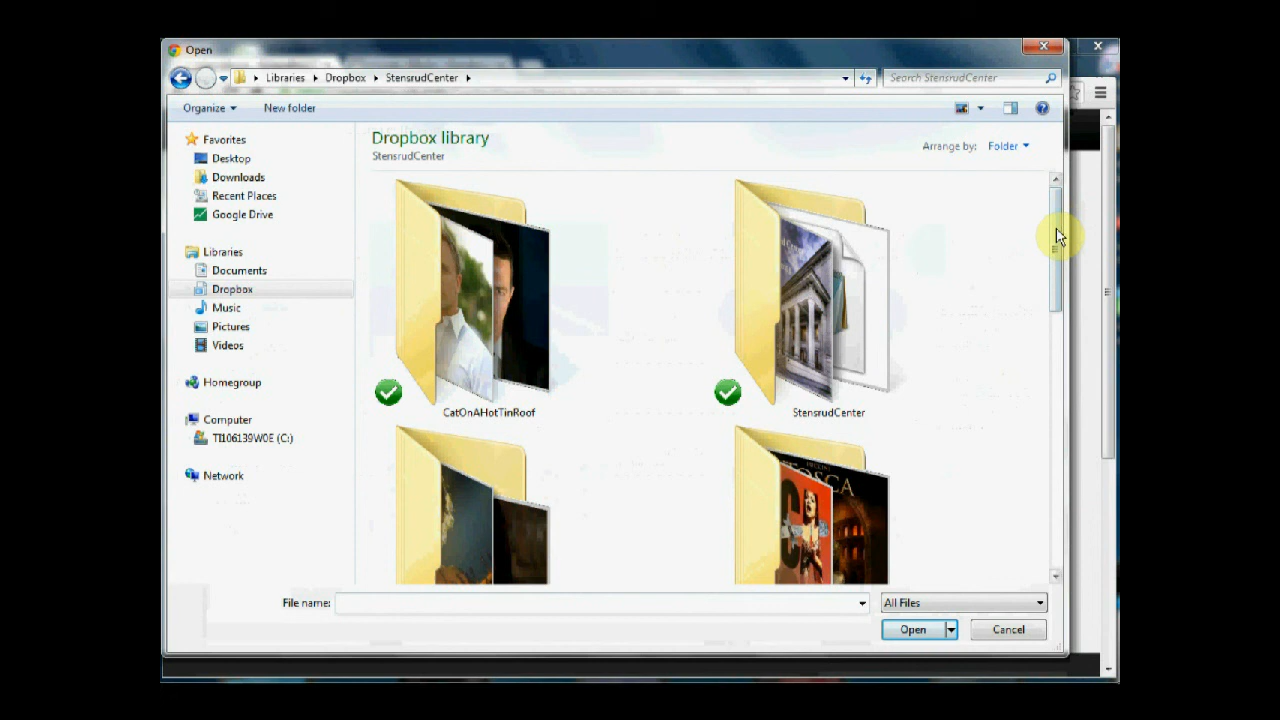 Open
Libraries Dropbox StensrudCenter
Search StensrudCenter
Organize
New folder
Favorites
Desktop
Downloads
Recent Places
Google Drive
Libraries
Documents
Dropbox
Music
Pictures
Videos
Homegroup
Computer
TI106139W0E (C:)
Network
Dropbox library
StensrudCenter
Arrange by: Folder
CatOnAHotTinRoof
StensrudCenter
TOSCA
File name:
All Files
Open
Cancel